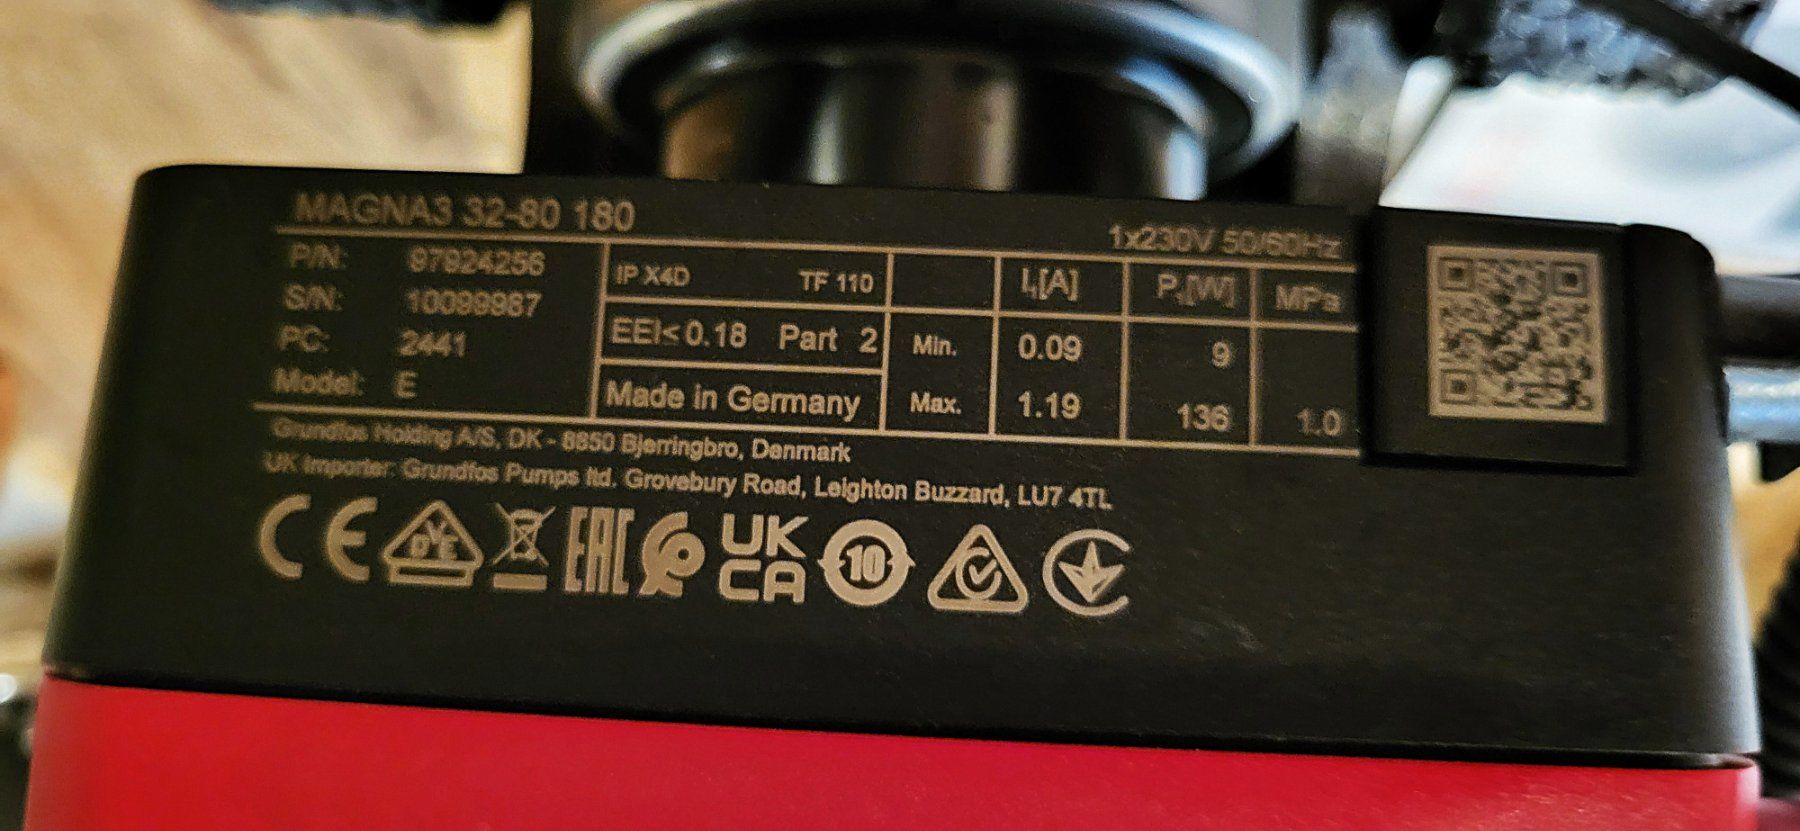 MAGNA3 32-80 180
1x230V 50/60Hz
P/N: 97924256
S/N: 10099987
PC: 2441
Model: E
IP X4D TF 110
EEI≤0.18 Part 2
Made in Germany
I₁[A] P₁[W] MPa
Min. 0.09 9
Max. 1.19 136 1.0
Grundfos Holding A/S, DK - 8850 Bjerringbro, Denmark
UK Importer: Grundfos Pumps ltd. Grovebury Road, Leighton Buzzard, LU7 4TL
CE DVE EAC UK CA 10